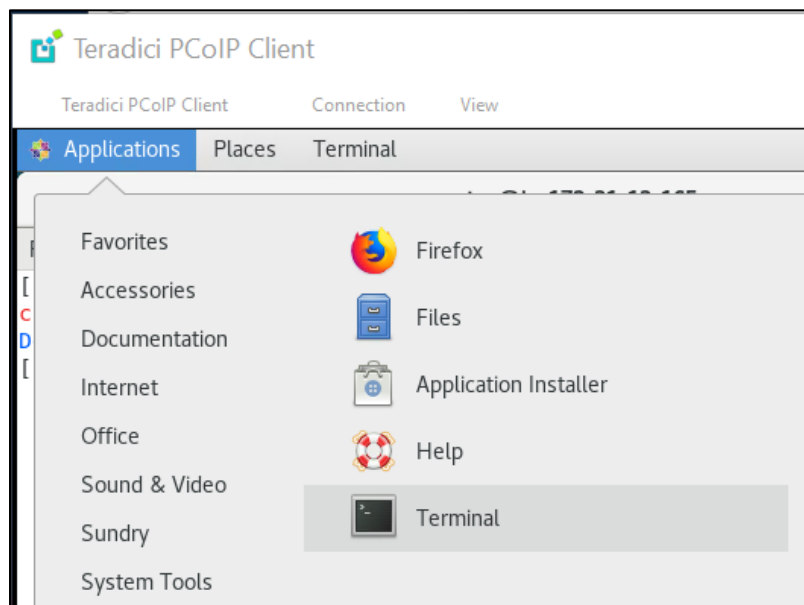 Teradici PCoIP Client
Teradici PCoIP Client Connection View
Applications Places Terminal
Favorites
Accessories
Documentation
Internet
Office
Sound & Video
Sundry
System Tools
Firefox
Files
Application Installer
Help
Terminal
[
c
D
[